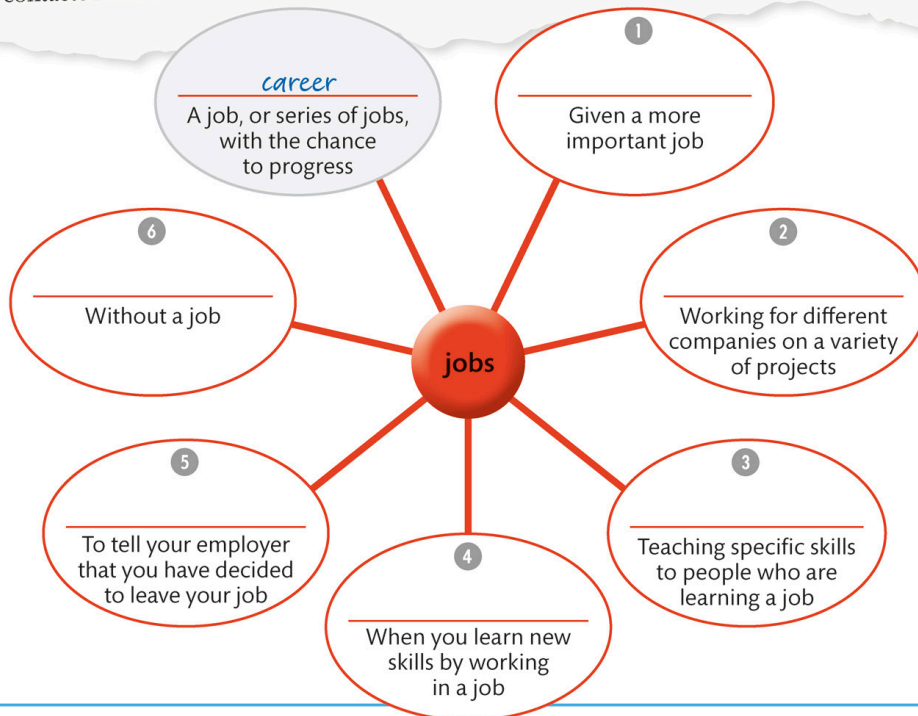 career
A job, or series of jobs,
with the chance
to progress
1
Given a more
important job
2
Working for different
companies on a variety
of projects
3
Teaching specific skills
to people who are
learning a job
4
When you learn new
skills by working
in a job
5
To tell your employer
that you have decided
to leave your job
6
Without a job
jobs